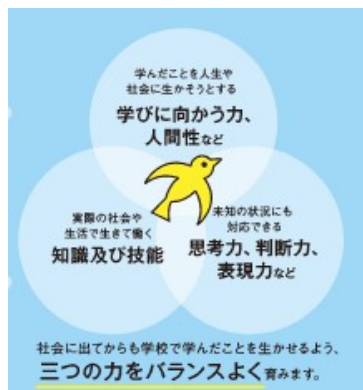 学んだことを人生や
社会に生かそうとする
学びに向かう力、
人間性など
実際の社会や
生活で生きて働く
知識及び技能
未知の状況にも
対応できる
思考力、判断力、
表現力など
社会に出てからも学校で学んだことを生かせるよう、
三つの力をバランスよく育みます。